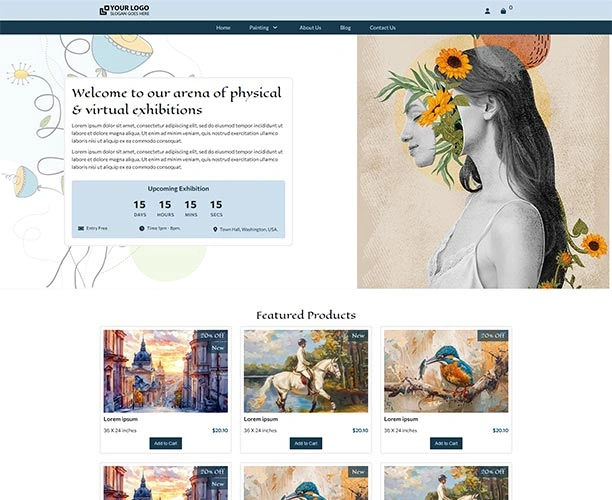 YOUR LOGO
SLOGAN GOES HERE
0
Home Painting About Us Blog Contact Us
Welcome to our arena of physical
& virtual exhibitions
Lorem ipsum dolor sit amet, consectetur adipiscing elit, sed do eiusmod tempor incididunt ut
labore et dolore magna aliqua. Ut enim ad minim veniam, quis nostrud exercitation ullamco
laboris nisi ut aliquip ex ea commodo consequat.
Lorem ipsum dolor sit amet, consectetur adipiscing elit, sed do eiusmod tempor incididunt ut
labore et dolore magna aliqua. Ut enim ad minim veniam, quis nostrud exercitation ullamco
laboris nisi ut aliquip ex ea commodo consequat.
Upcoming Exhibition
15 15 15 15
DAYS HOURS MINS SECS
Entry Free Time 1pm - 8pm Town Hall, Washington, USA.
Featured Products
20% Off
New
Lorem ipsum
36 X 24 inches $20.10
Add to Cart
New
Lorem ipsum
36 X 24 inches $20.10
Add to Cart
20% Off
Lorem ipsum
36 X 24 inches $20.10
Add to Cart
20% Off
New
New
20% Off